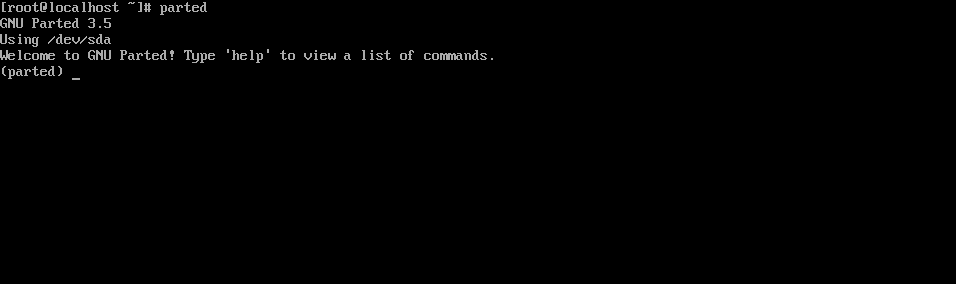 [root@localhost ~]# parted
GNU Parted 3.5
Using /dev/sda
Welcome to GNU Parted! Type 'help' to view a list of commands.
(parted) _